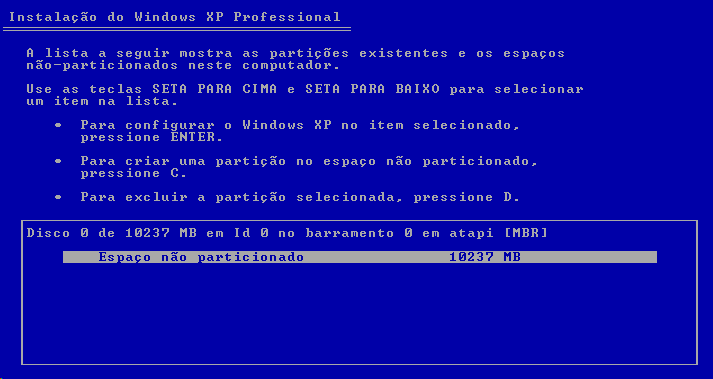 Instalação do Windows XP Professional
A lista a seguir mostra as partições existentes e os espaços
não-particionados neste computador.
Use as teclas SETA PARA CIMA e SETA PARA BAIXO para selecionar
um item na lista.
• Para configurar o Windows XP no item selecionado,
pressione ENTER.
• Para criar uma partição no espaço não particionado,
pressione C.
• Para excluir a partição selecionada, pressione D.
Disco 0 de 10237 MB em Id 0 no barramento 0 em atapi [MBR]
Espaço não particionado 10237 MB